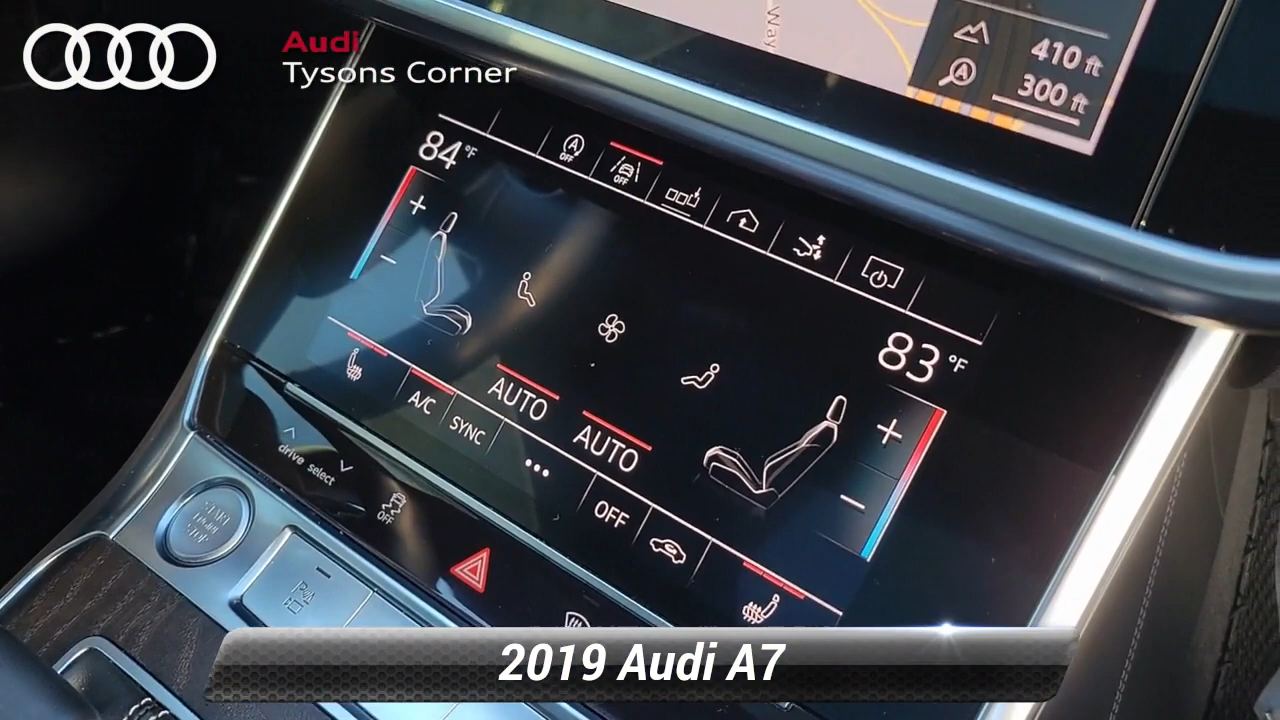 Audi
Tysons Corner
Way
410 ft
300 ft
84 °F
A
OFF
OFF
83 °F
AUTO
A/C
SYNC
AUTO
OFF
drive select
OFF
START
STOP
2019 Audi A7